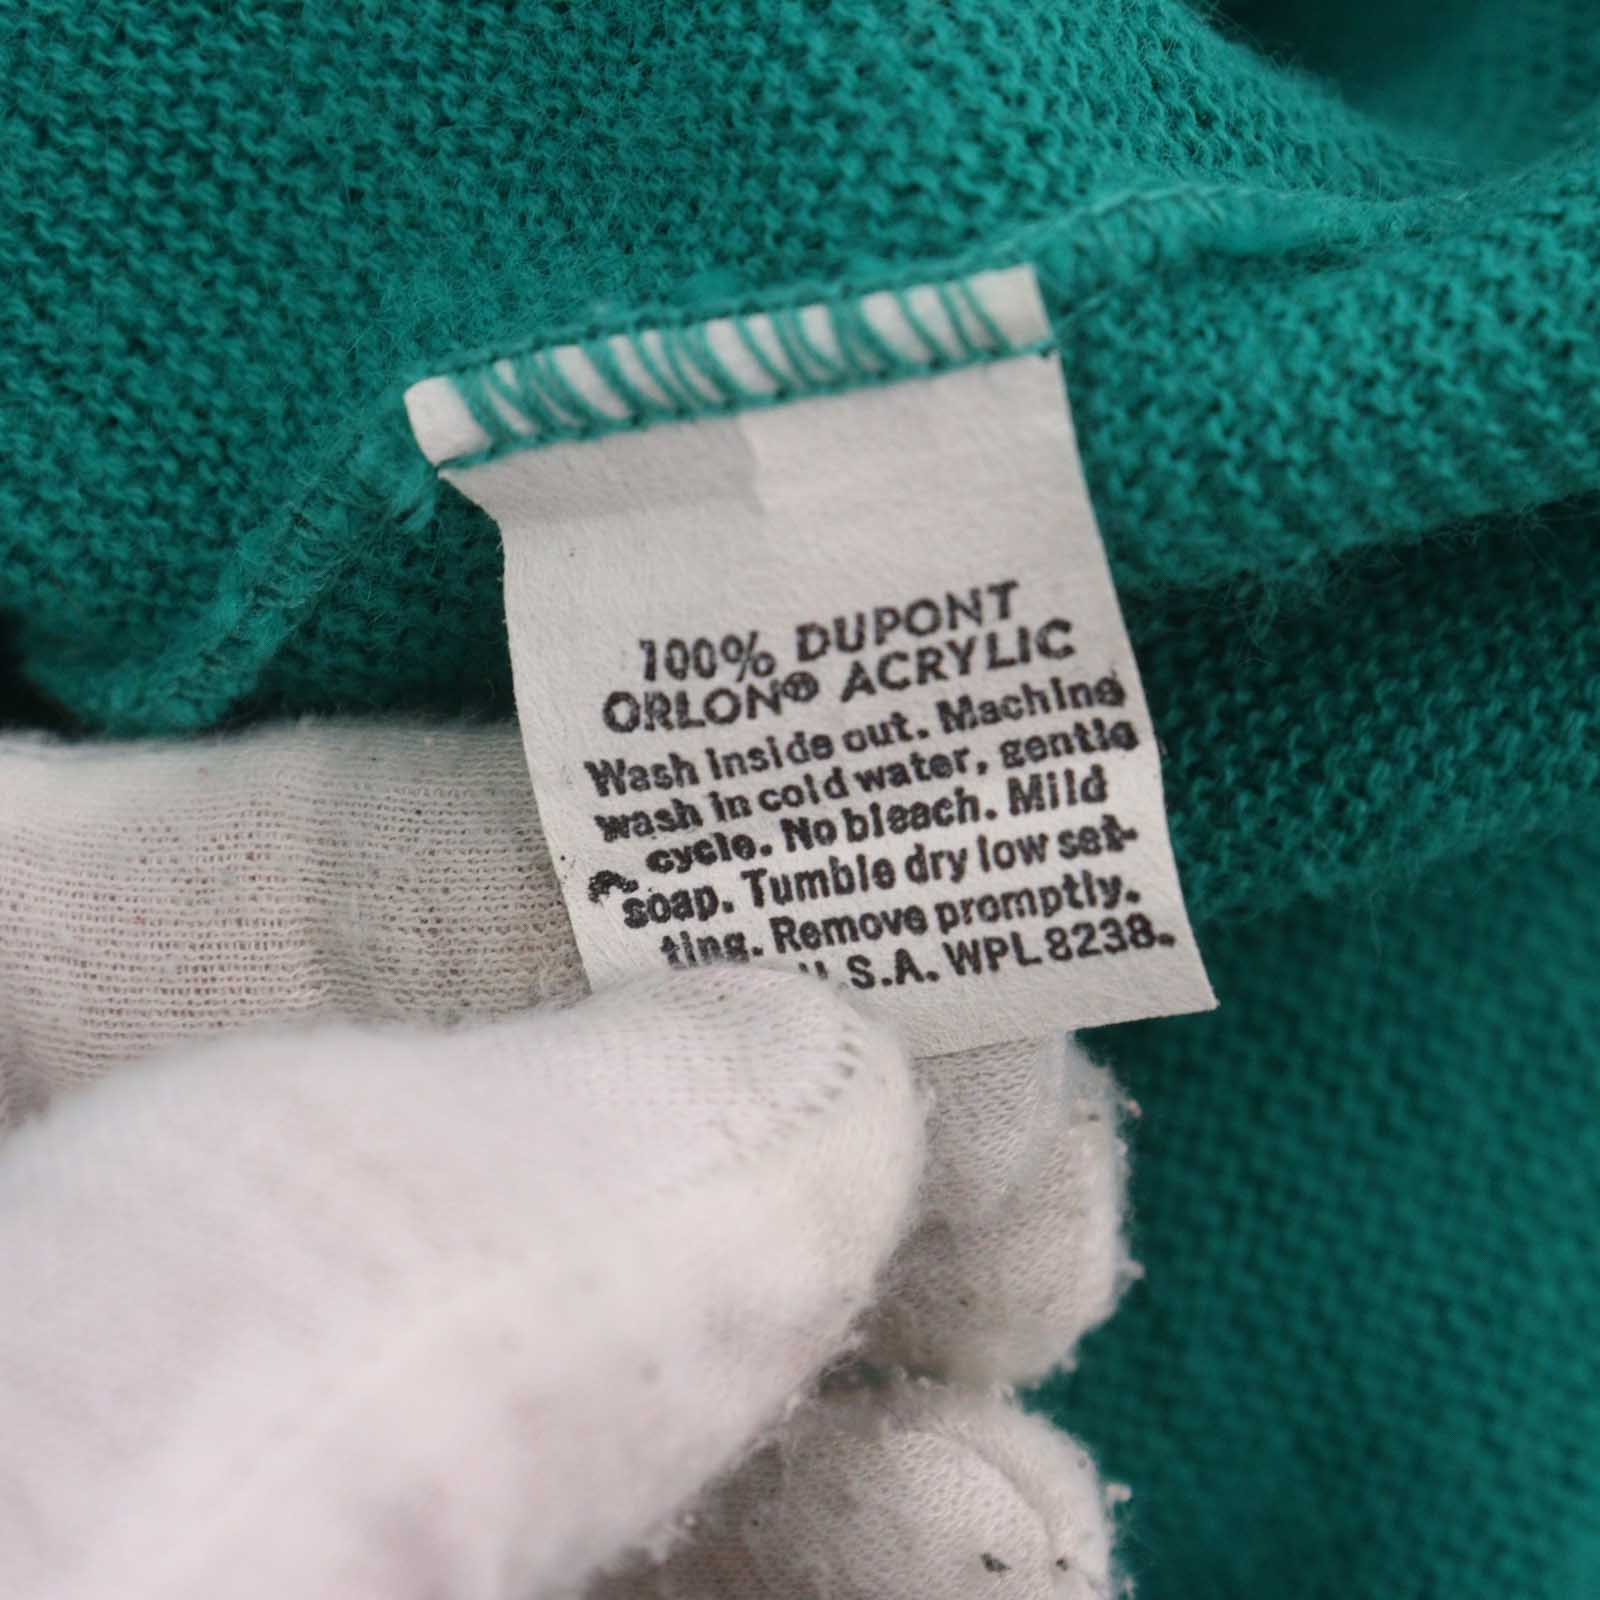 100% DUPONT
ORLON® ACRYLIC
Wash inside out. Machine
wash in cold water, gentle
cycle. No bleach. Mild
soap. Tumble dry low set-
ting. Remove promptly.
U.S.A. WPL 8238.